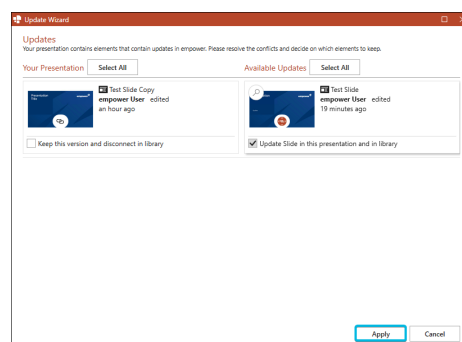 Update Wizard
Updates
Your presentation contains elements that contain updates in empower. Please resolve the conflicts and decide on which elements to keep.
Your Presentation Select All
Available Updates Select All
Presentation
Title
Test Slide Copy
empower User edited
an hour ago
Keep this version and disconnect in library
Test Slide
empower User edited
19 minutes ago
Update Slide in this presentation and in library
Apply Cancel